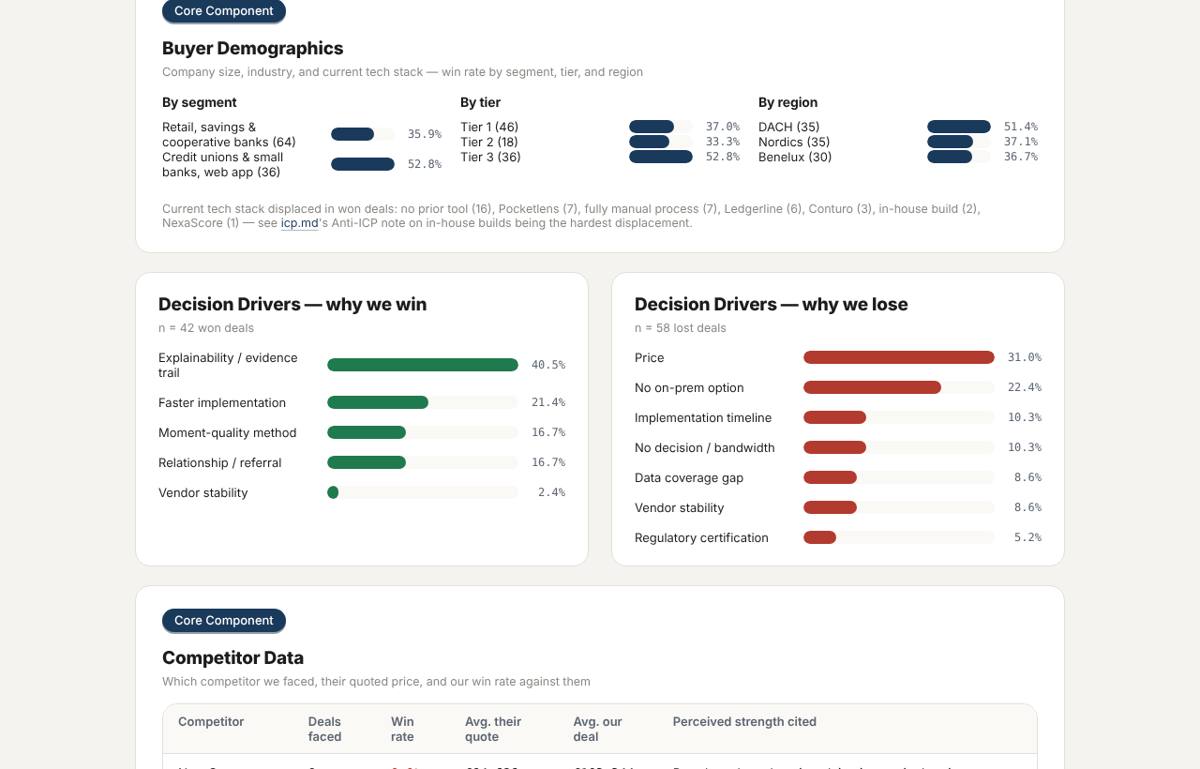 Core Component
Buyer Demographics
Company size, industry, and current tech stack — win rate by segment, tier, and region
By segment
Retail, savings &
cooperative banks (64)
35.9%
Credit unions & small
banks, web app (36)
52.8%
By tier
Tier 1 (46)
37.0%
Tier 2 (18)
33.3%
Tier 3 (36)
52.8%
By region
DACH (35)
51.4%
Nordics (35)
37.1%
Benelux (30)
36.7%
Current tech stack displaced in won deals: no prior tool (16), Pocketlens (7), fully manual process (7), Ledgerline (6), Conturo (3), in-house build (2),
NexaScore (1) — see icp.md's Anti-ICP note on in-house builds being the hardest displacement.
Decision Drivers — why we win
n = 42 won deals
Explainability / evidence
trail
40.5%
Faster implementation
21.4%
Moment-quality method
16.7%
Relationship / referral
16.7%
Vendor stability
2.4%
Decision Drivers — why we lose
n = 58 lost deals
Price
31.0%
No on-prem option
22.4%
Implementation timeline
10.3%
No decision / bandwidth
10.3%
Data coverage gap
8.6%
Vendor stability
8.6%
Regulatory certification
5.2%
Core Component
Competitor Data
Which competitor we faced, their quoted price, and our win rate against them
Competitor
Deals
faced
Win
rate
Avg. their
quote
Avg. our
deal
Perceived strength cited